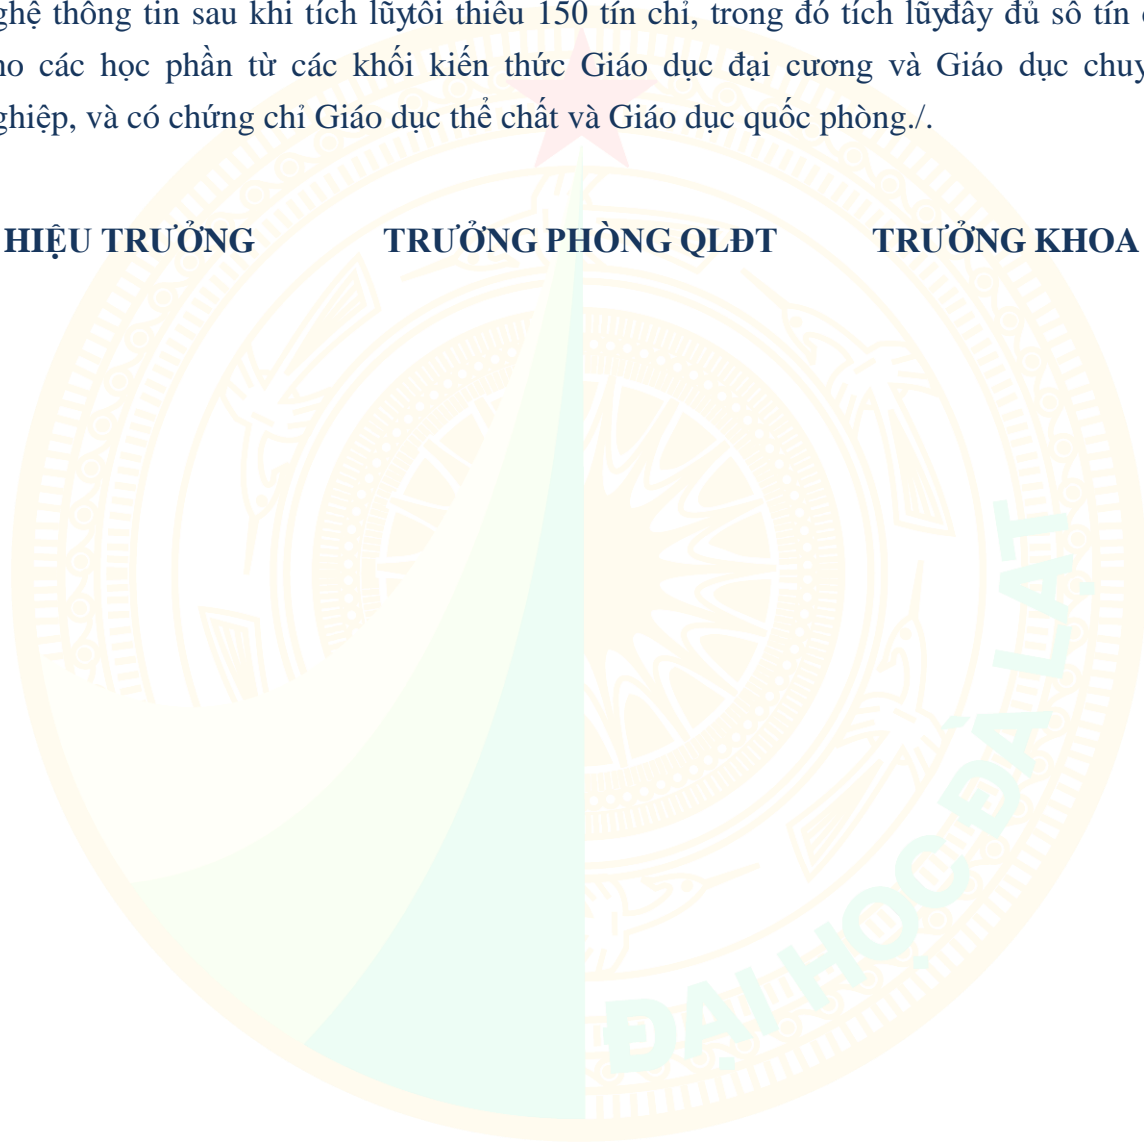 ghệ thông tin sau khi tích lũytối thiểu 150 tín chỉ, trong đó tích lũyđầy đủ số tín
ho các học phần từ các khối kiến thức Giáo dục đại cương và Giáo dục chuy
ghiệp, và có chứng chỉ Giáo dục thể chất và Giáo dục quốc phòng./.
HIỆU TRƯỞNG TRƯỞNG PHÒNG QLĐT TRƯỞNG KHOA
ĐẠI HỌC ĐÀ LẠT